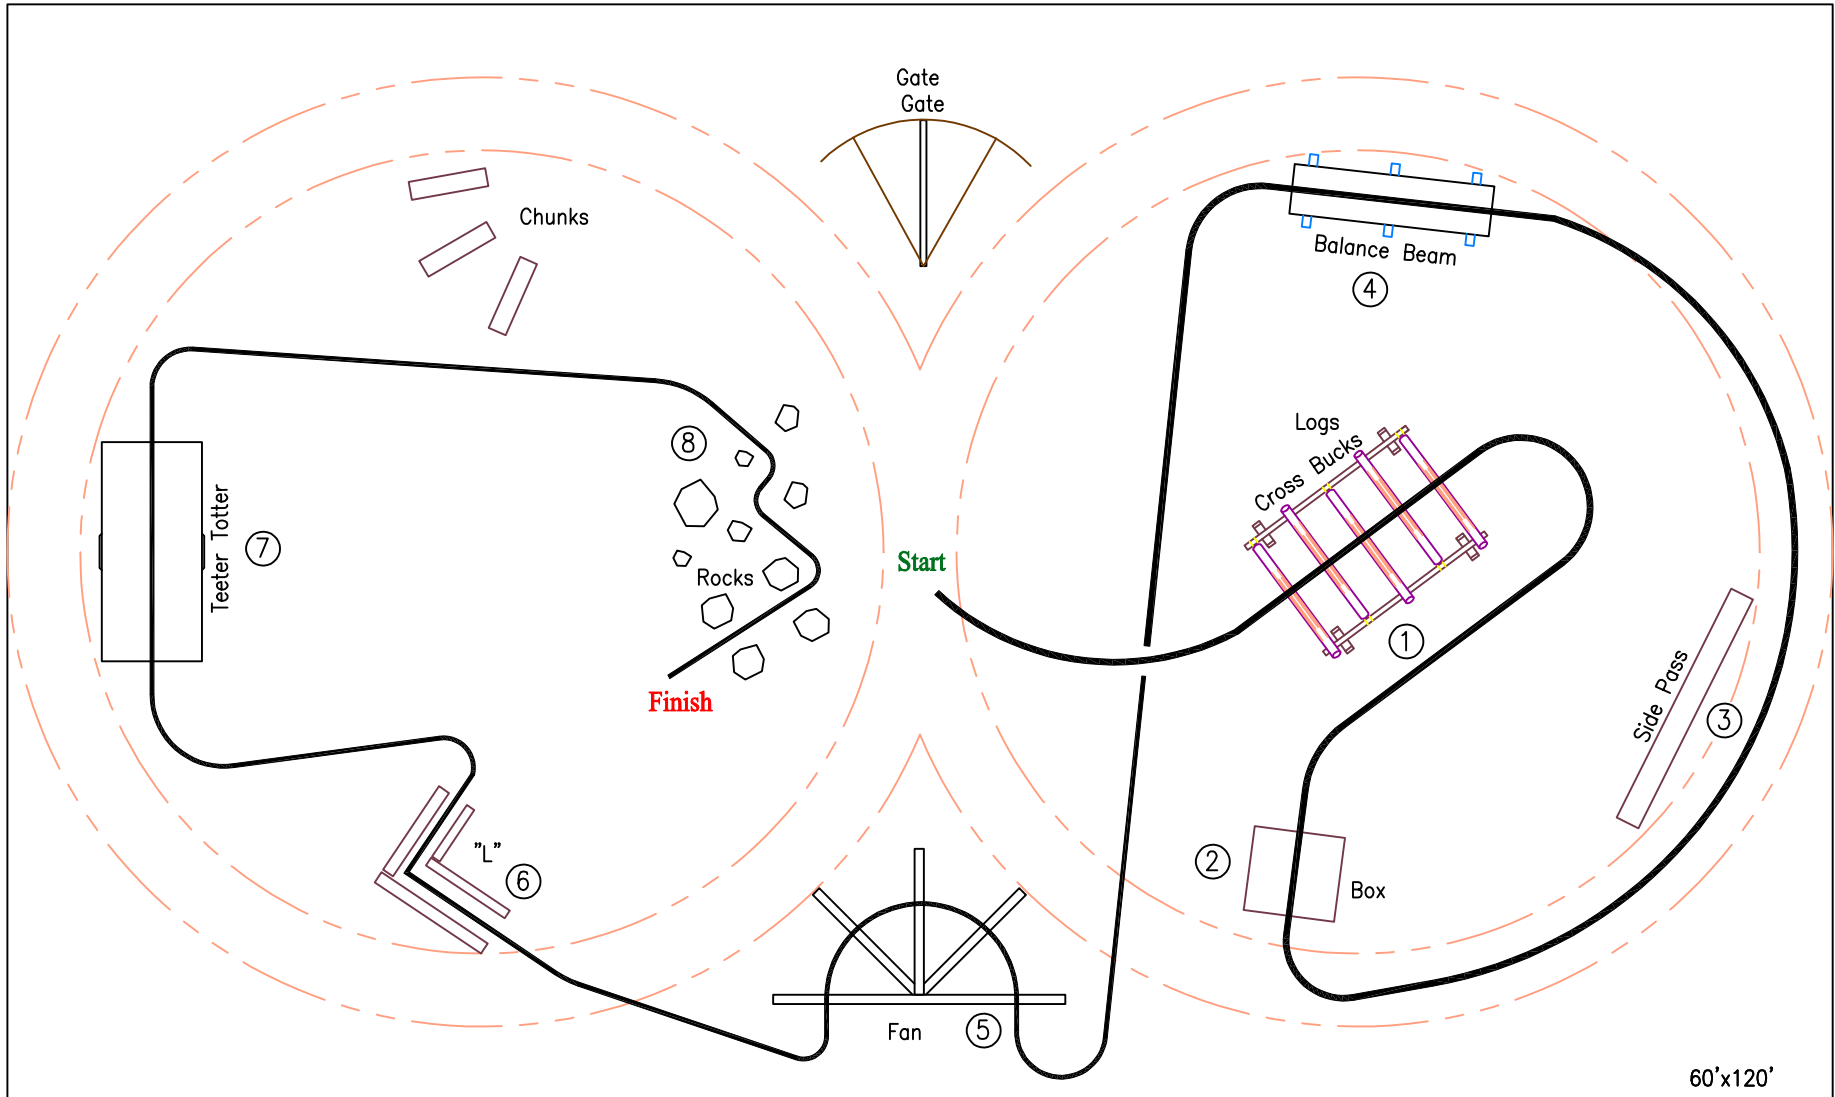 Gate
Gate
Chunks
Balance Beam
4
Logs
Cross Bucks
8
Teeter Totter
7
Rocks
Start
1
Finish
Side Pass
3
"L"
6
2
Box
Fan
5
60'x120'